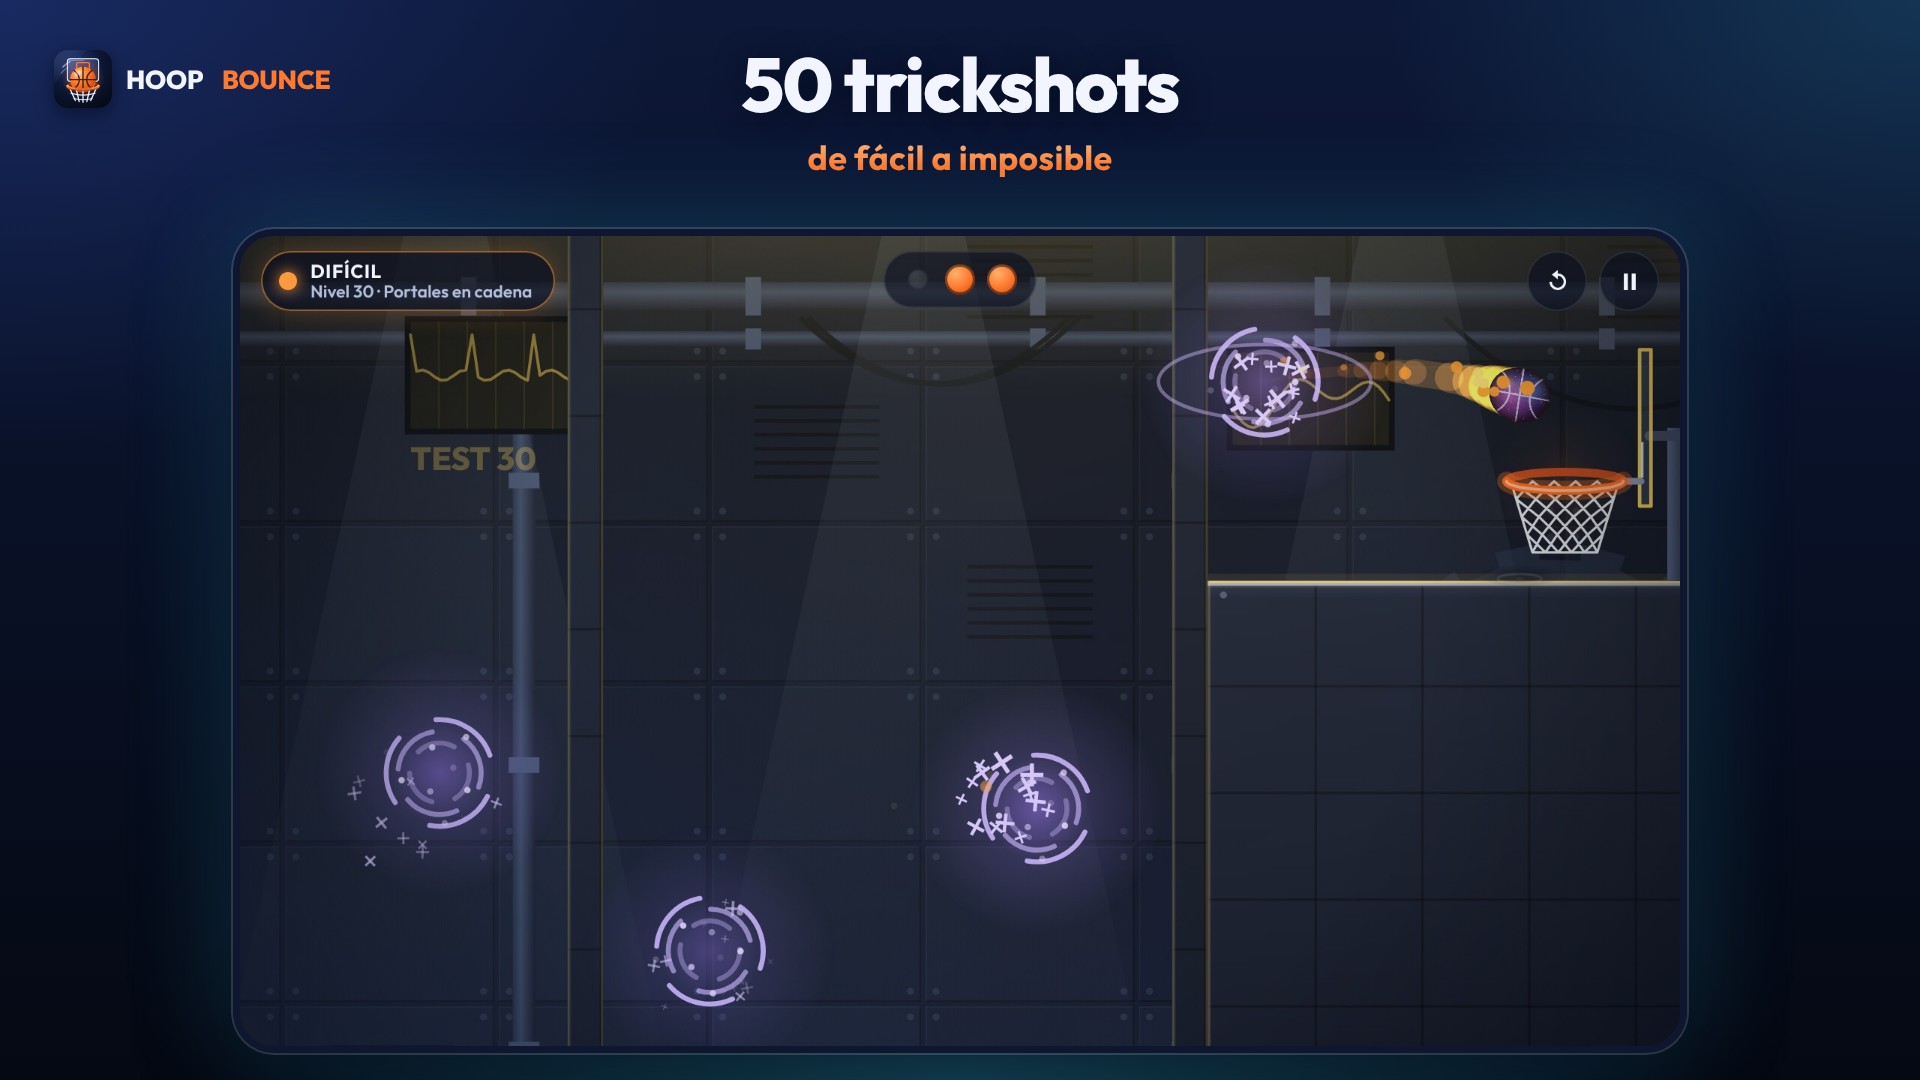 HOOP BOUNCE
50 trickshots
de fácil a imposible
DIFÍCIL
Nivel 30 · Portales en cadena
TEST 30